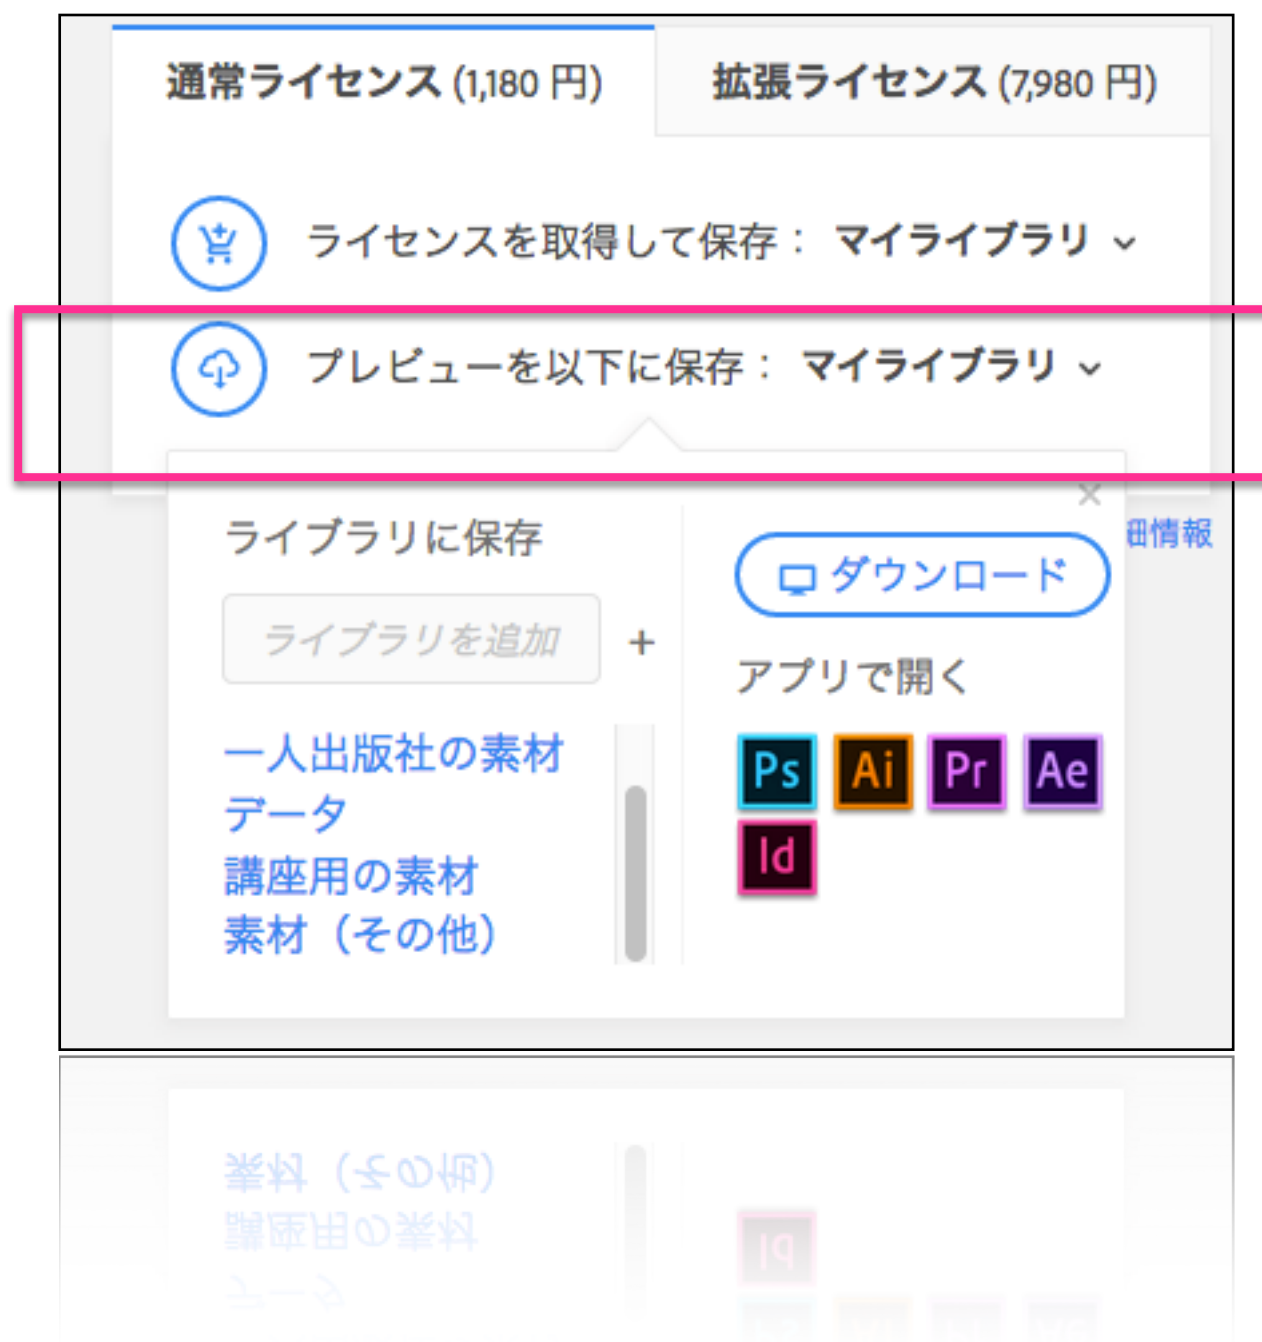 通常ライセンス (1,180 円)
拡張ライセンス (7,980 円)
ライセンスを取得して保存： マイライブラリ
プレビューを以下に保存： マイライブラリ
細情報
ライブラリに保存
ライブラリを追加 +
一人出版社の素材
データ
講座用の素材
素材（その他）
ダウンロード
アプリで開く
Ps Ai Pr Ae
Id